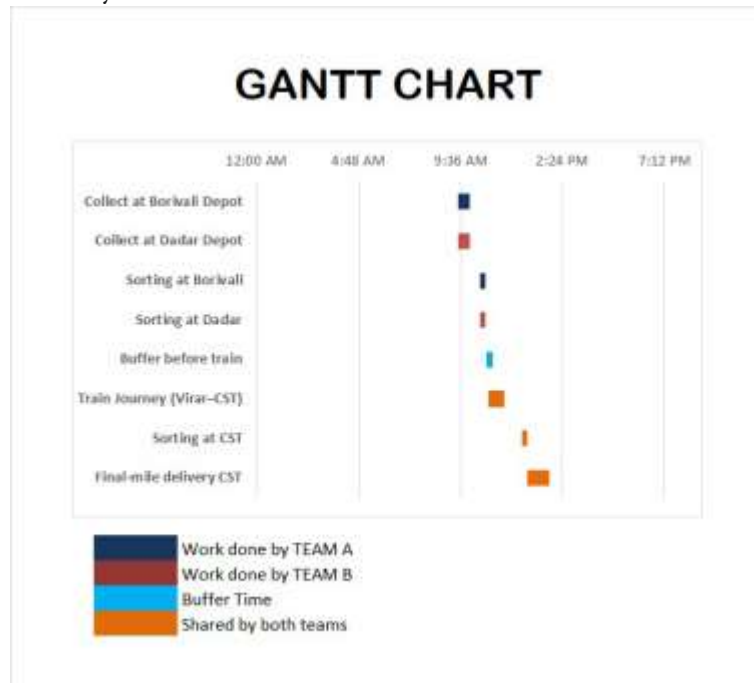 GANTT CHART
12:00 AM 4:48 AM 9:36 AM 2:24 PM 7:12 PM
Collect at Borivali Depot
Collect at Dadar Depot
Sorting at Borivali
Sorting at Dadar
Buffer before train
Train Journey (Virar–CST)
Sorting at CST
Final-mile delivery CST
Work done by TEAM A
Work done by TEAM B
Buffer Time
Shared by both teams